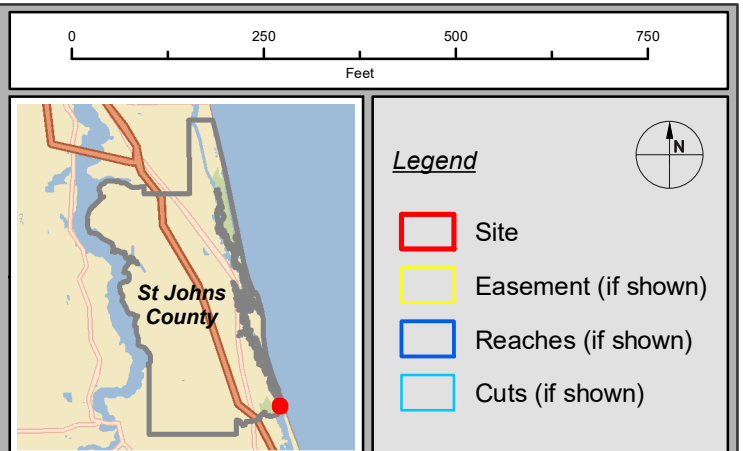 0 250 500 750
Feet
St Johns
County
Legend
N
Site
Easement (if shown)
Reaches (if shown)
Cuts (if shown)